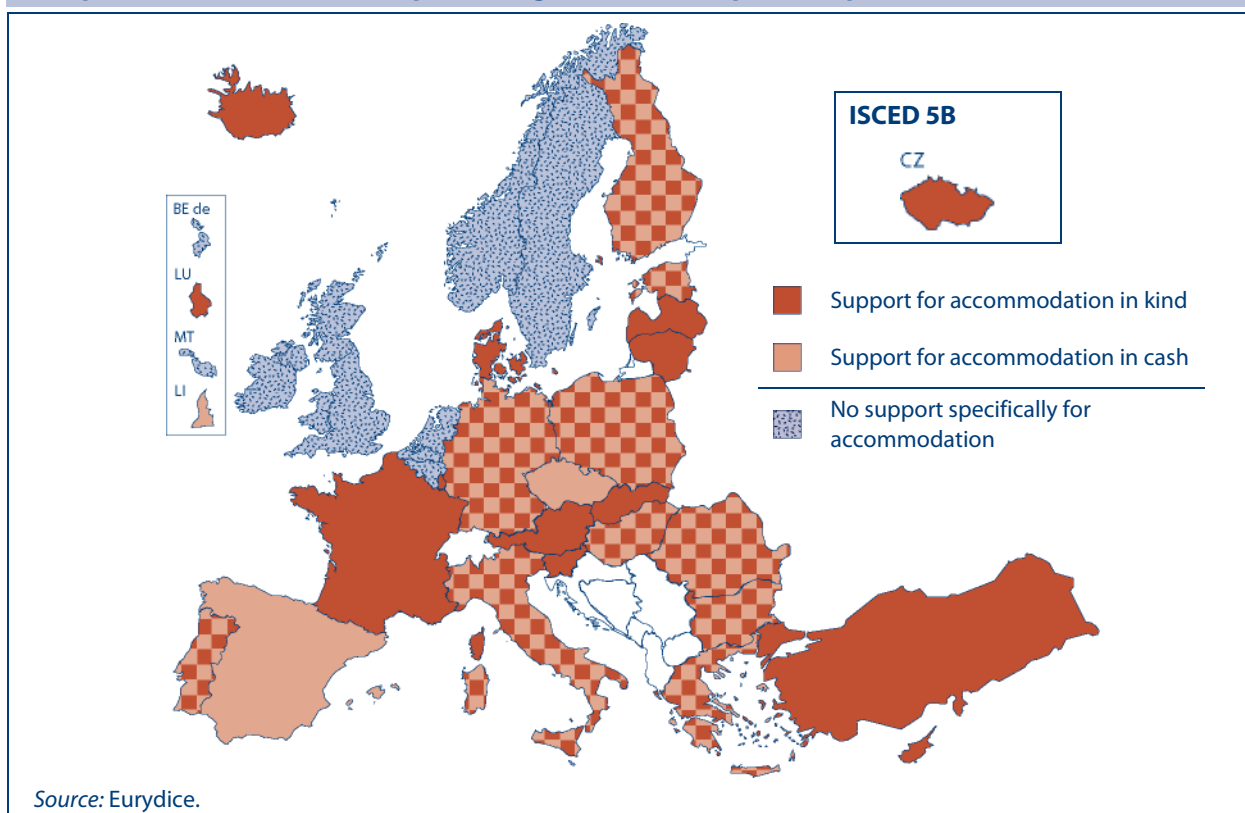 ISCED 5B
CZ
BE de
LU
MT
LI
Support for accommodation in kind
Support for accommodation in cash
No support specifically for
accommodation
Source: Eurydice.